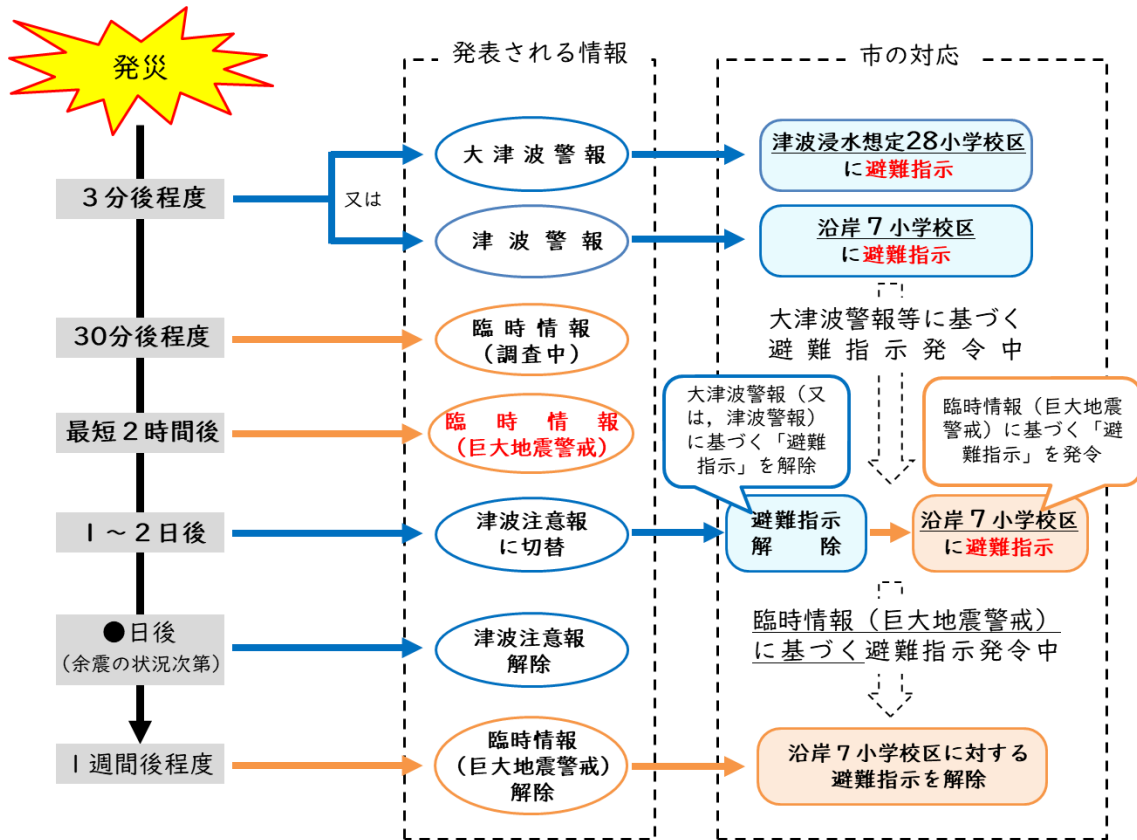 発災
発表される情報
市の対応
3分後程度
又は
大津波警報
津波浸水想定28小学校区
に避難指示
津波警報
沿岸7小学校区
に避難指示
30分後程度
臨時情報
(調査中)
大津波警報等に基づく
避難指示発令中
最短2時間後
臨時情報
(巨大地震警戒)
大津波警報(又
は,津波警報)
に基づく「避難
指示」を解除
臨時情報(巨大地震
警戒)に基づく「避
難指示」を発令
1~2日後
津波注意報
に切替
避難指示
解除
沿岸7小学校区
に避難指示
●日後
(余震の状況次第)
津波注意報
解除
臨時情報(巨大地震警戒)
に基づく避難指示発令中
1週間後程度
臨時情報
(巨大地震警戒)
解除
沿岸7小学校区に対する
避難指示を解除